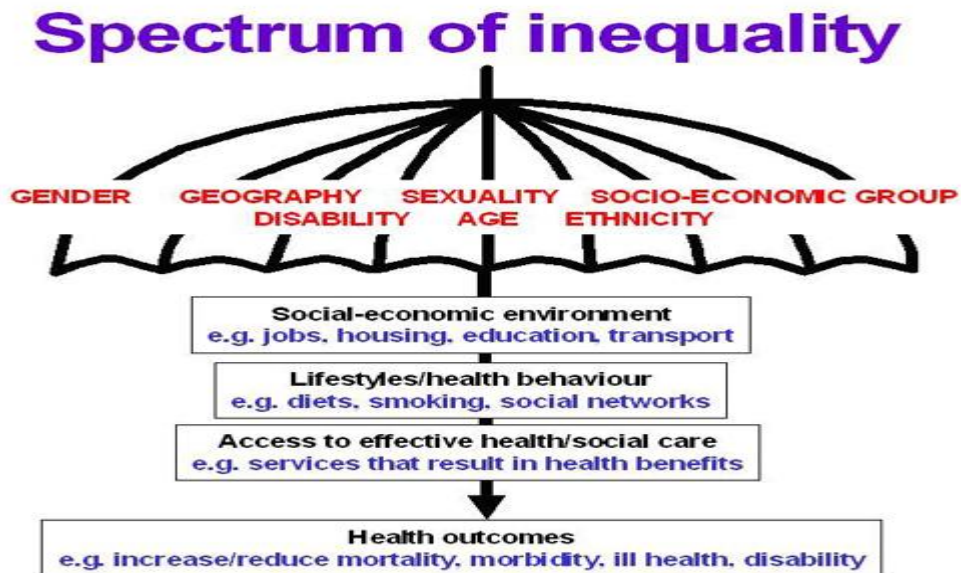 Spectrum of inequality
GENDER GEOGRAPHY SEXUALITY SOCIO-ECONOMIC GROUP
DISABILITY AGE ETHNICITY
Social-economic environment
e.g. jobs, housing, education, transport
Lifestyles/health behaviour
e.g. diets, smoking, social networks
Access to effective health/social care
e.g. services that result in health benefits
Health outcomes
e.g. increase/reduce mortality, morbidity, ill health, disability